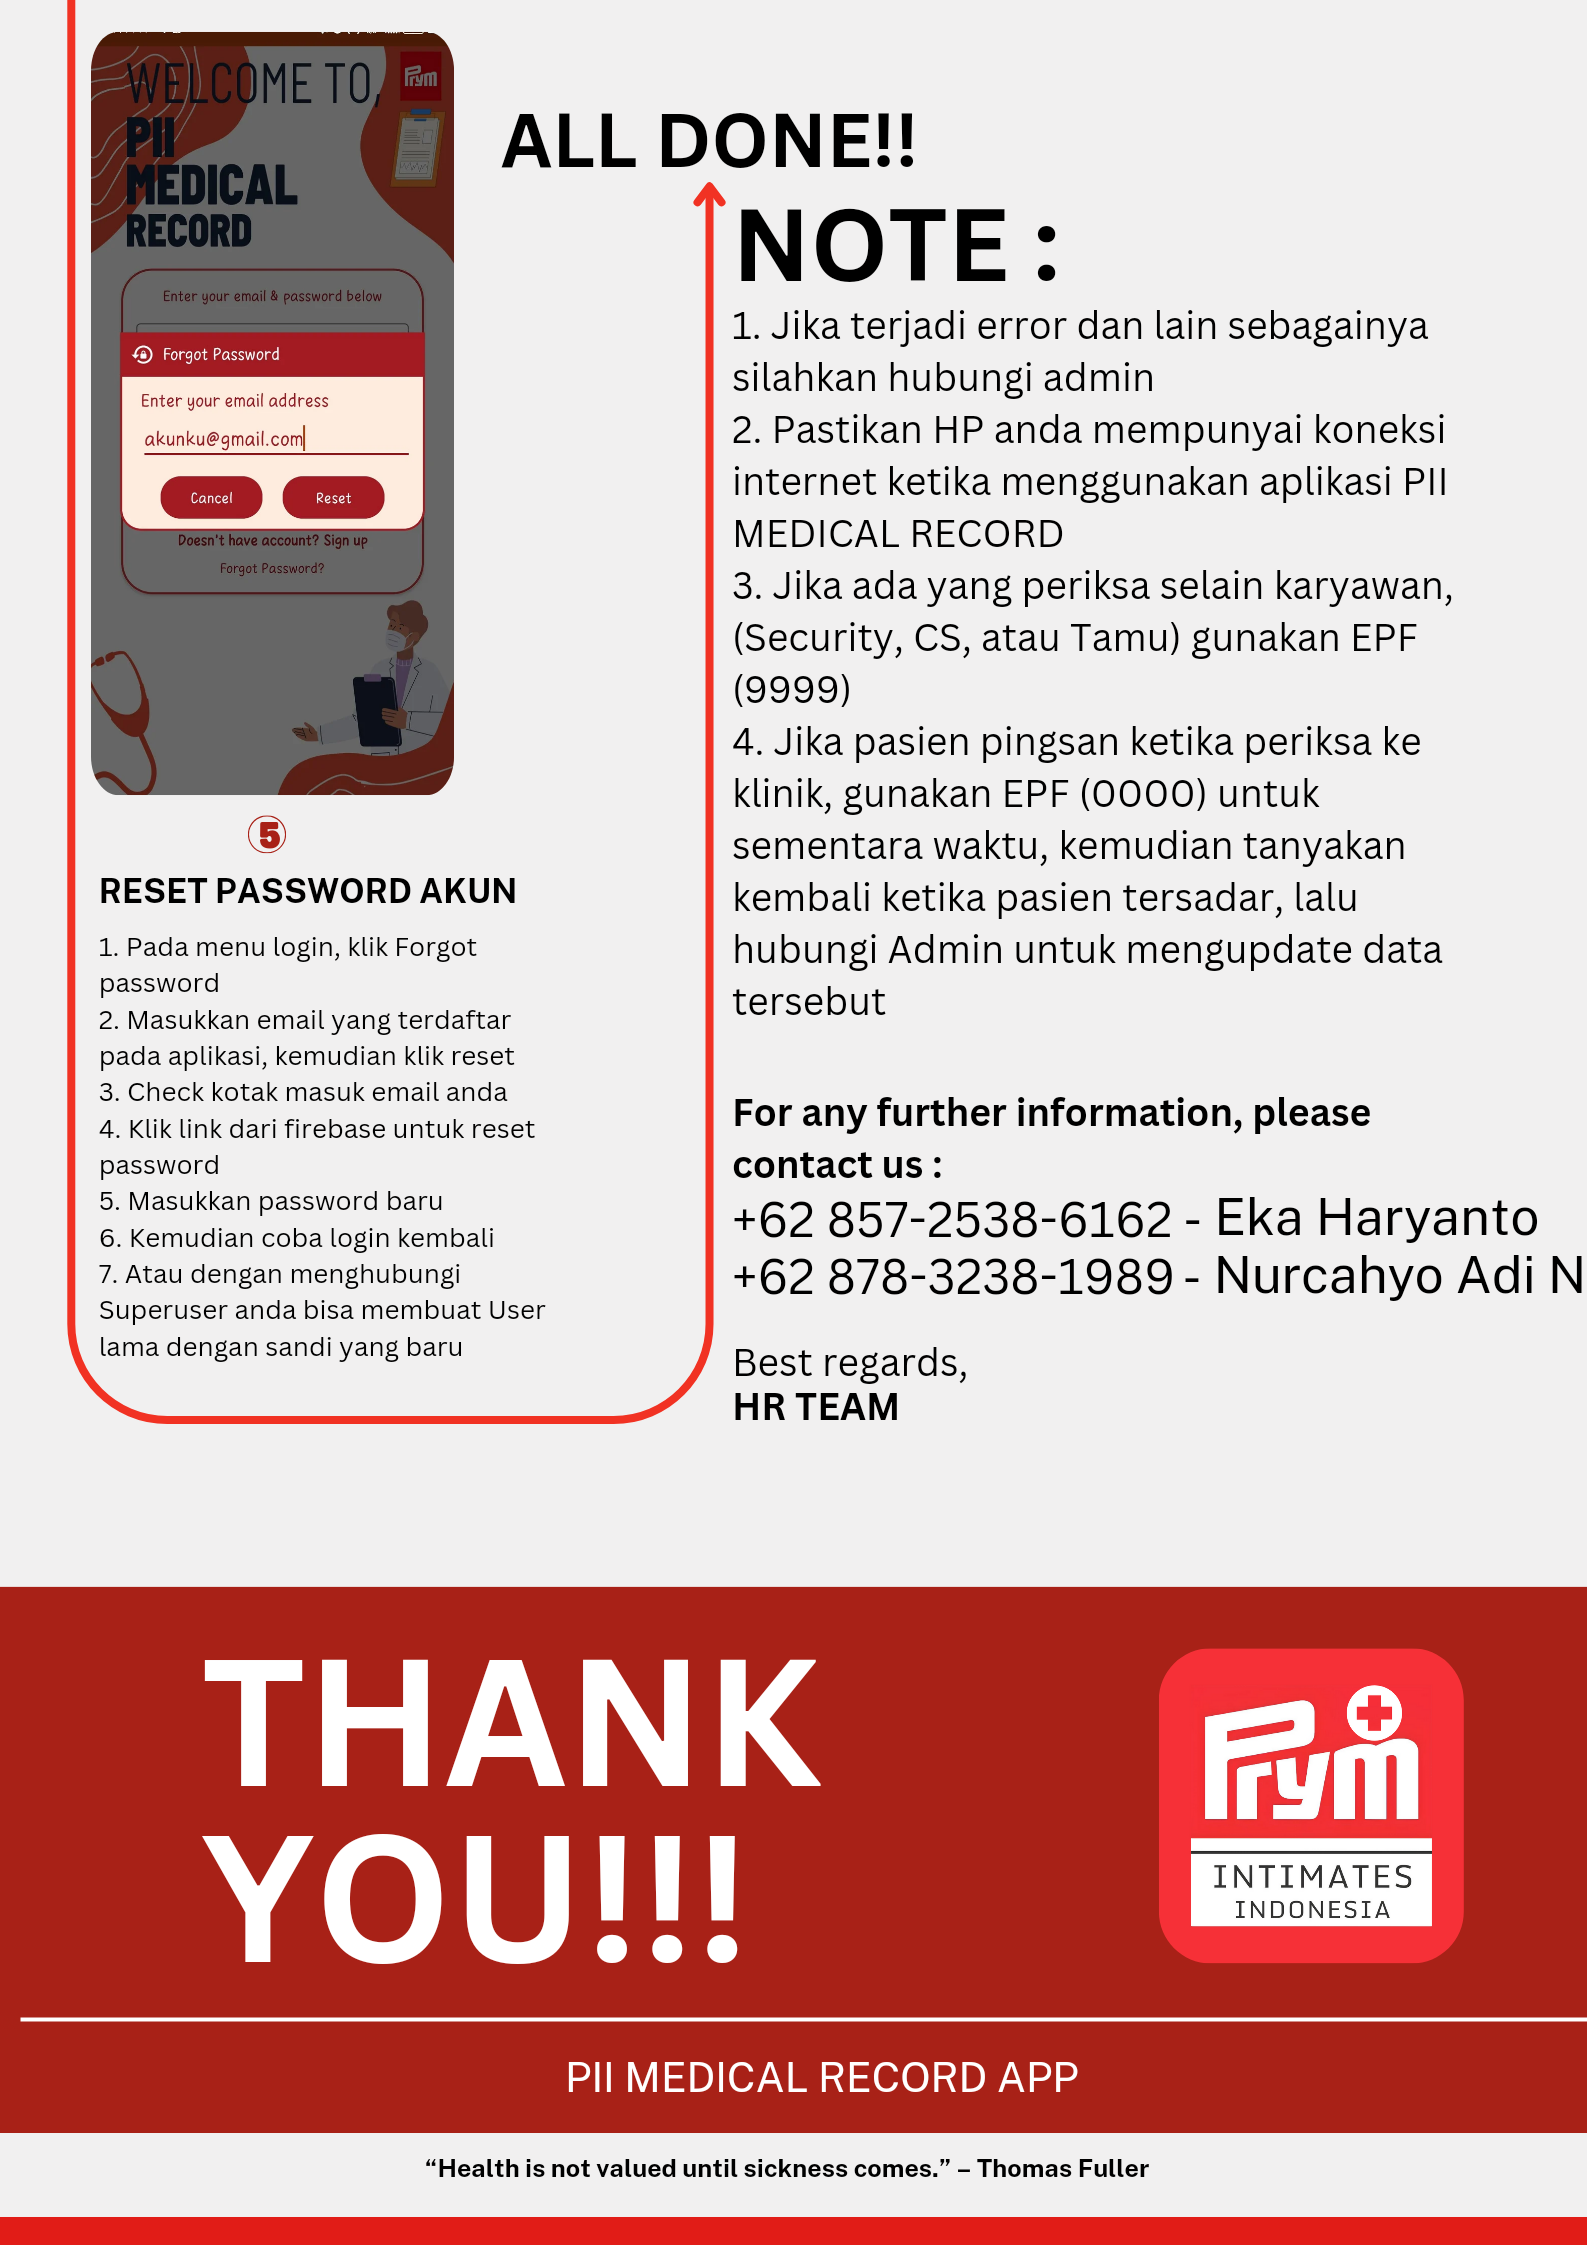 WELCOME TO,
Prym
PII
MEDICAL
RECORD
Enter your email & password below
Forgot Password
Enter your email address
akunku@gmail.com
Cancel
Reset
Doesn't have account? Sign up
Forgot Password?
5
RESET PASSWORD AKUN
1. Pada menu login, klik Forgot
password
2. Masukkan email yang terdaftar
pada aplikasi, kemudian klik reset
3. Check kotak masuk email anda
4. Klik link dari firebase untuk reset
password
5. Masukkan password baru
6. Kemudian coba login kembali
7. Atau dengan menghubungi
Superuser anda bisa membuat User
lama dengan sandi yang baru
ALL DONE!!
NOTE :
1. Jika terjadi error dan lain sebagainya
silahkan hubungi admin
2. Pastikan HP anda mempunyai koneksi
internet ketika menggunakan aplikasi PII
MEDICAL RECORD
3. Jika ada yang periksa selain karyawan,
(Security, CS, atau Tamu) gunakan EPF
(9999)
4. Jika pasien pingsan ketika periksa ke
klinik, gunakan EPF (0000) untuk
sementara waktu, kemudian tanyakan
kembali ketika pasien tersadar, lalu
hubungi Admin untuk mengupdate data
tersebut
For any further information, please
contact us :
+62 857-2538-6162 - Eka Haryanto
+62 878-3238-1989 - Nurcahyo Adi N
Best regards,
HR TEAM
THANK
YOU!!!
Prym
INTIMATES
INDONESIA
PII MEDICAL RECORD APP
“Health is not valued until sickness comes.” – Thomas Fuller